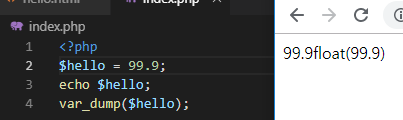 hello.html
index.php
index.php
1 <?php
2 $hello = 99.9;
3 echo $hello;
4 var_dump($hello);
99.9float(99.9)